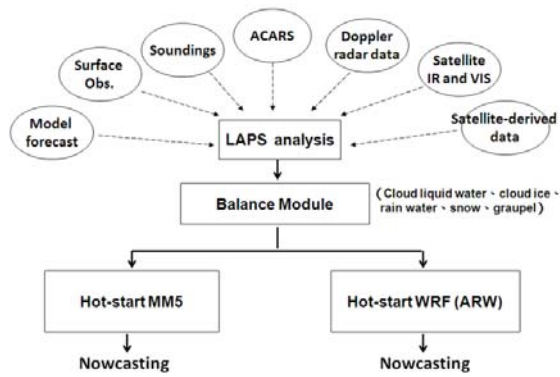 Model
forecast
Surface
Obs.
Soundings
ACARS
Doppler
radar data
Satellite
IR and VIS
Satellite-derived
data
LAPS analysis
Balance Module
(Cloud liquid water、cloud ice、
rain water、snow、graupel)
Hot-start MM5
Hot-start WRF (ARW)
Nowcasting
Nowcasting